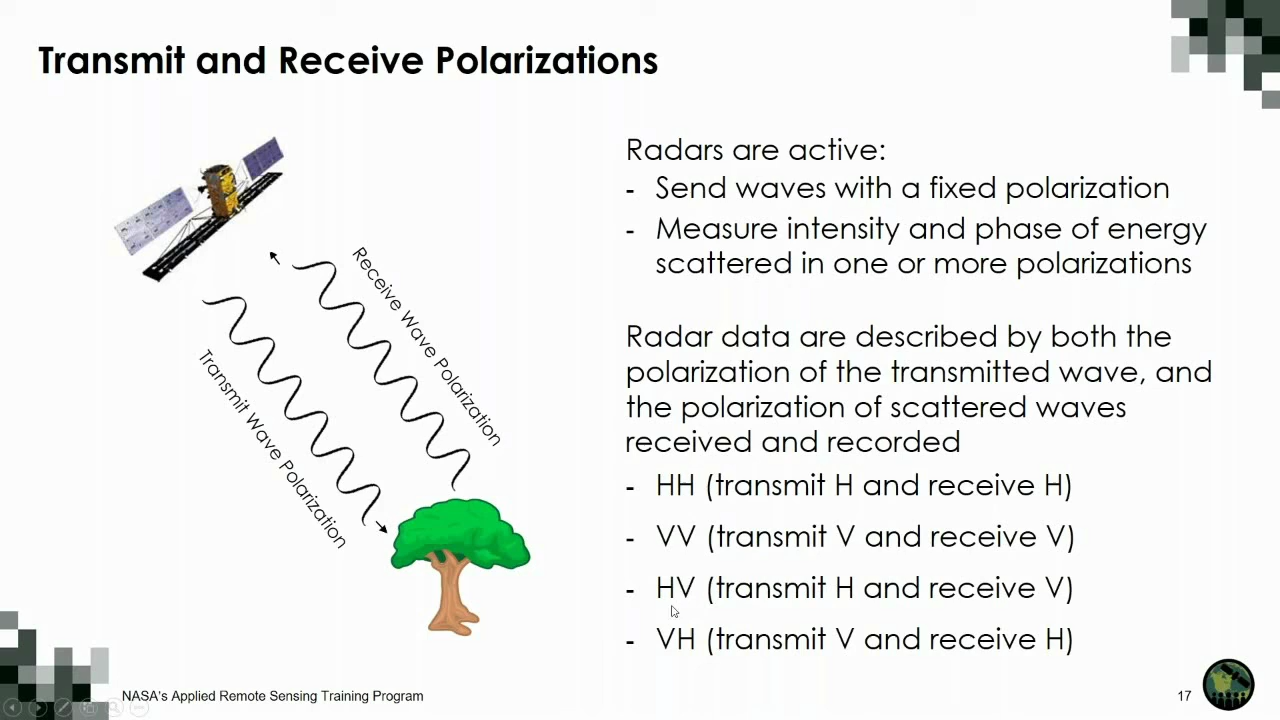 Transmit and Receive Polarizations
Receive Wave Polarization
Transmit Wave Polarization
Radars are active:
- Send waves with a fixed polarization
- Measure intensity and phase of energy
scattered in one or more polarizations
Radar data are described by both the
polarization of the transmitted wave, and
the polarization of scattered waves
received and recorded
- HH (transmit H and receive H)
- VV (transmit V and receive V)
- HV (transmit H and receive V)
- VH (transmit V and receive H)
NASA's Applied Remote Sensing Training Program
17